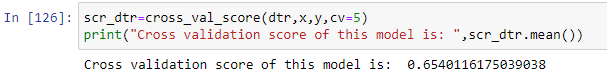 In [126]: scr_dtr=cross_val_score(dtr,x,y,cv=5)
print("Cross validation score of this model is: ",scr_dtr.mean())
Cross validation score of this model is:  0.6540116175039038